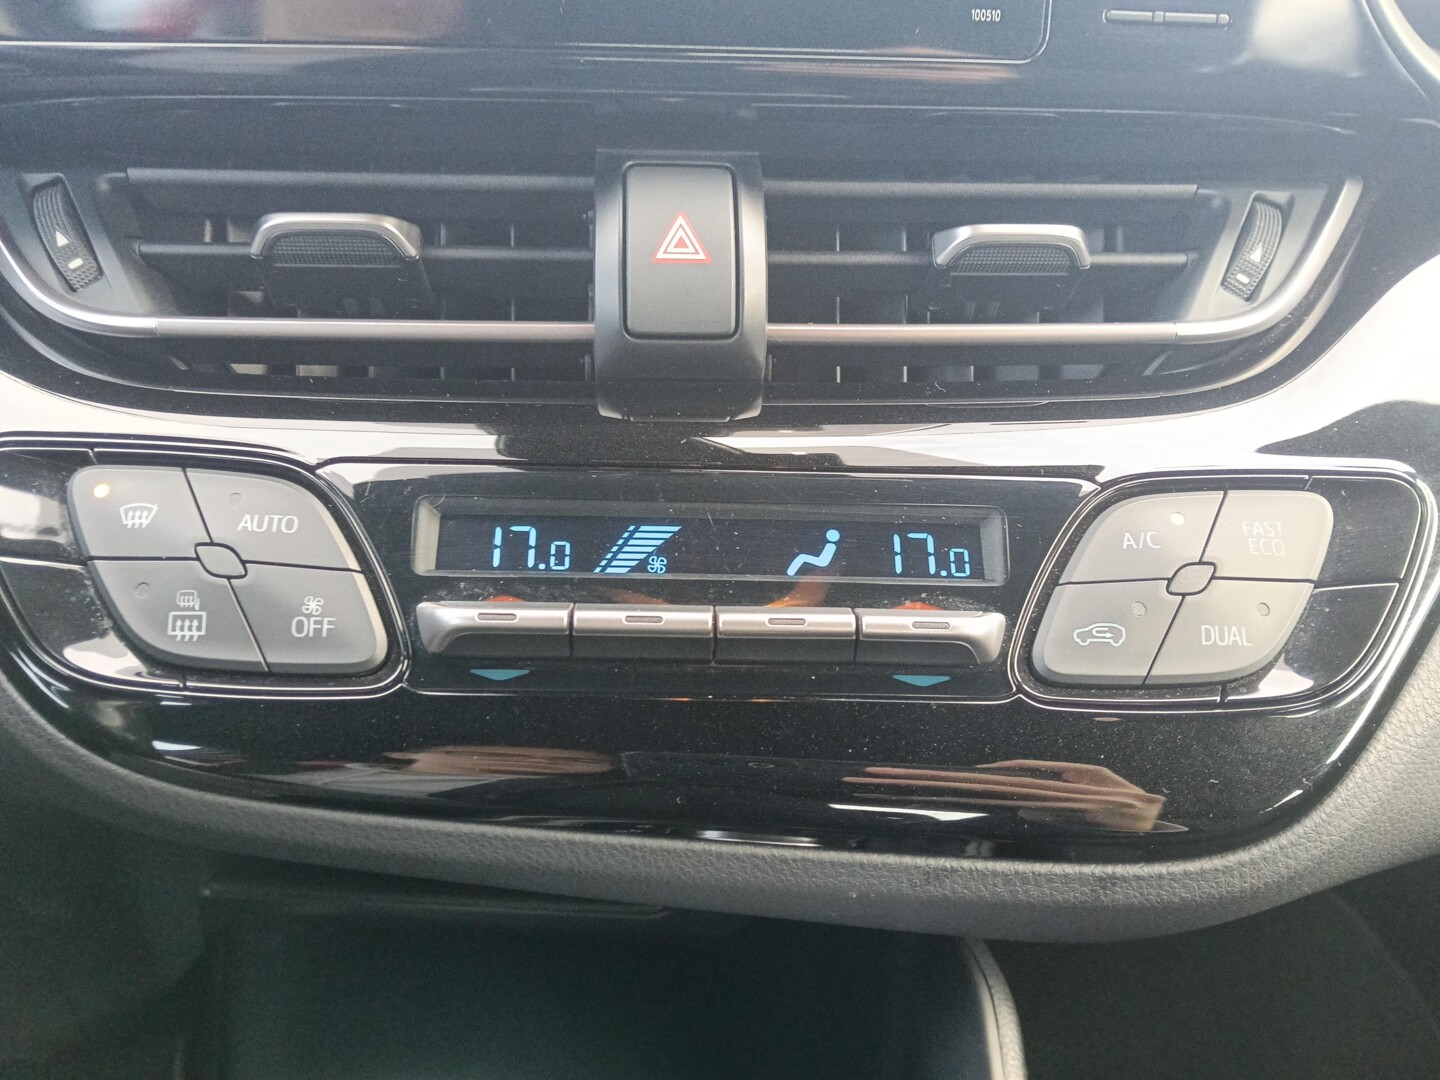 100510
AUTO
OFF
17.0
17.0
A/C
FAST
ECO
DUAL